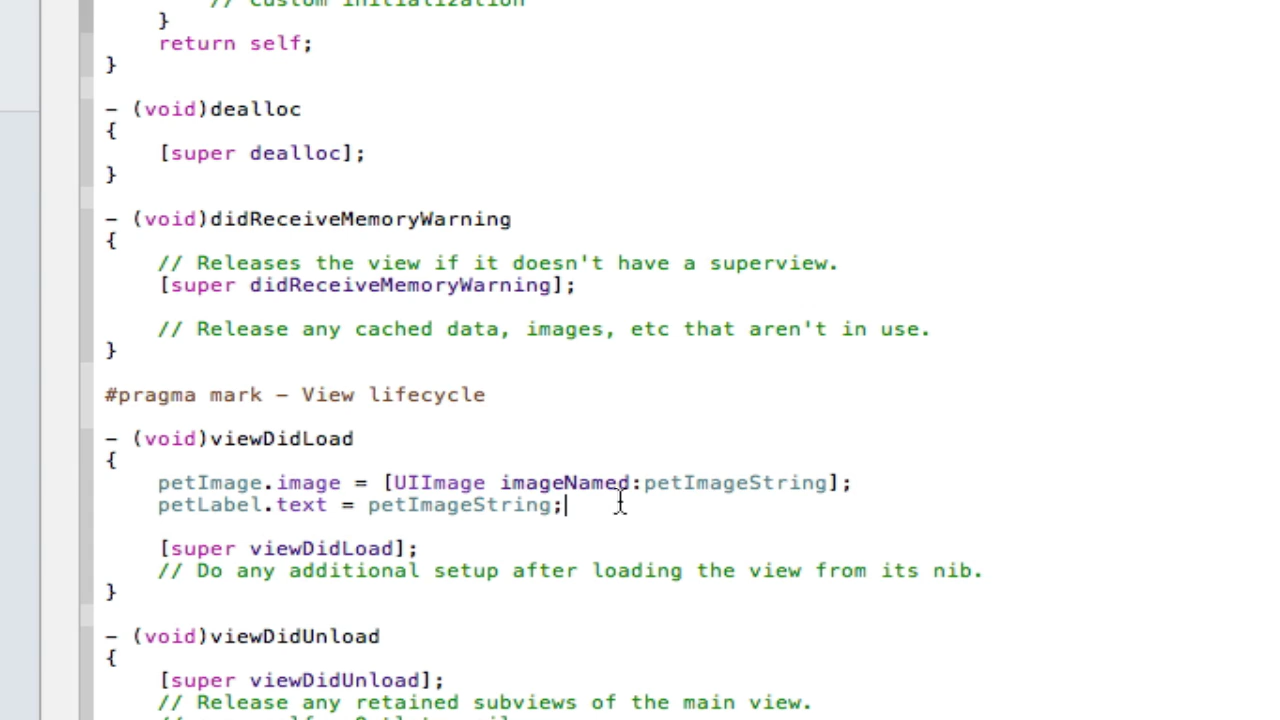 // Custom initialization
}
return self;
}
- (void)dealloc
{
[super dealloc];
}
- (void)didReceiveMemoryWarning
{
// Releases the view if it doesn't have a superview.
[super didReceiveMemoryWarning];
// Release any cached data, images, etc that aren't in use.
}
#pragma mark - View lifecycle
- (void)viewDidLoad
{
petImage.image = [UIImage imageNamed:petImageString];
petLabel.text = petImageString;
[super viewDidLoad];
// Do any additional setup after loading the view from its nib.
}
- (void)viewDidUnload
{
[super viewDidUnload];
// Release any retained subviews of the main view.